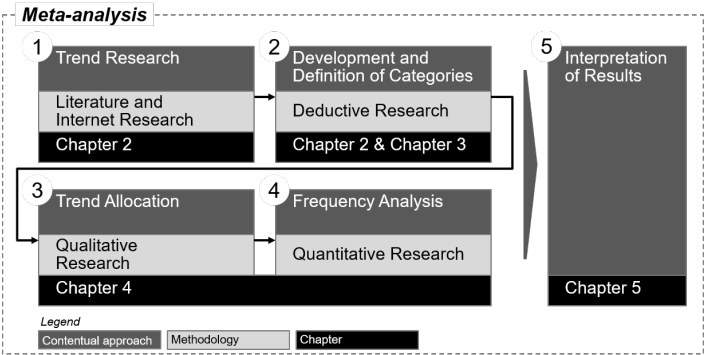 Meta-analysis
1
Trend Research
Literature and
Internet Research
Chapter 2
2
Development and
Definition of Categories
Deductive Research
Chapter 2 & Chapter 3
3
Trend Allocation
Qualitative
Research
4
Frequency Analysis
Quantitative Research
Chapter 4
5
Interpretation
of Results
Chapter 5
Legend
Contentual approach
Methodology
Chapter